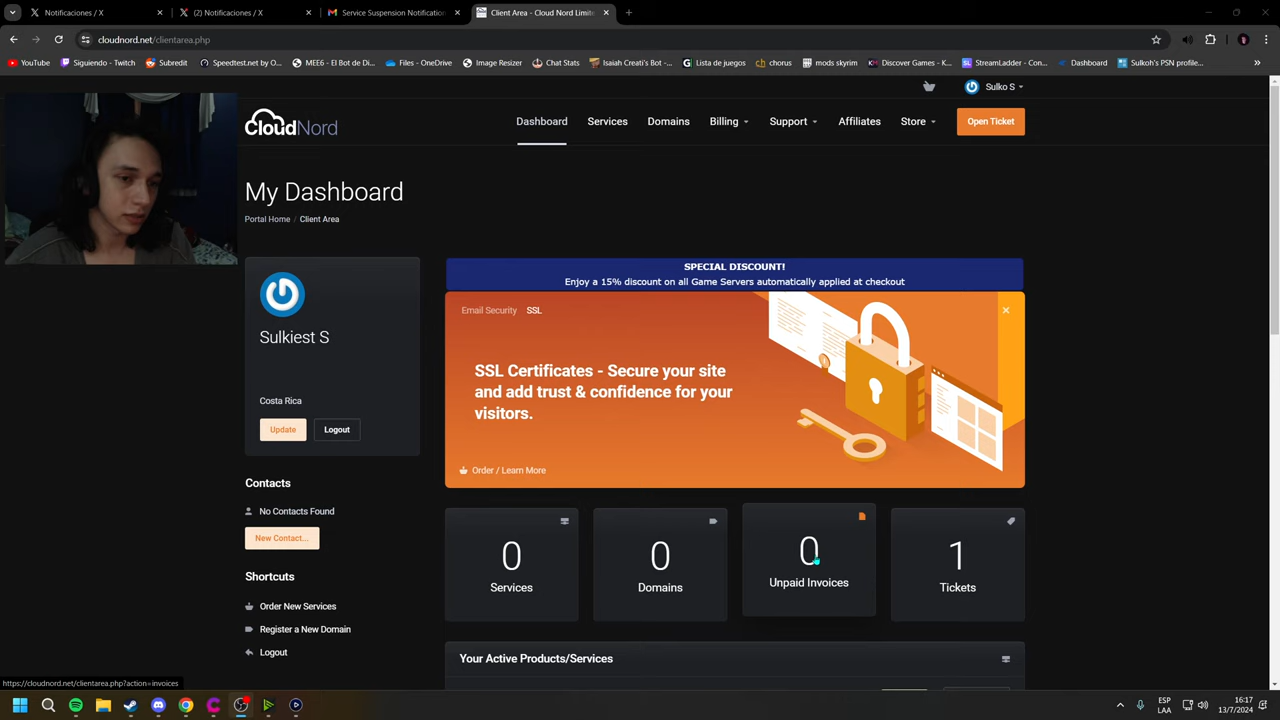 Notificaciones / X
(2) Notificaciones / X
Service Suspension Notification
Client Area - Cloud Nord Limite
cloudnord.net/clientarea.php
YouTube
Siguiendo - Twitch
Subredit
Speedtest.net by O...
MEE6 - El Bot de Di...
Files - OneDrive
Image Resizer
Chat Stats
Isaiah Creati's Bot -...
Lista de juegos
chorus
mods skyrim
Discover Games - K...
StreamLadder - Con...
Dashboard
Sulkoh's PSN profile...
Sulko S
CloudNord
Dashboard
Services
Domains
Billing
Support
Affiliates
Store
Open Ticket
My Dashboard
Portal Home / Client Area
Sulkiest S
Costa Rica
Update
Logout
Contacts
No Contacts Found
New Contact...
Shortcuts
Order New Services
Register a New Domain
Logout
SPECIAL DISCOUNT!
Enjoy a 15% discount on all Game Servers automatically applied at checkout
Email Security
SSL
SSL Certificates - Secure your site
and add trust & confidence for your
visitors.
Order / Learn More
0
Services
0
Domains
0
Unpaid Invoices
1
Tickets
Your Active Products/Services
https://cloudnord.net/clientarea.php?action=invoices
ESP
LAA
16:17
13/7/2024